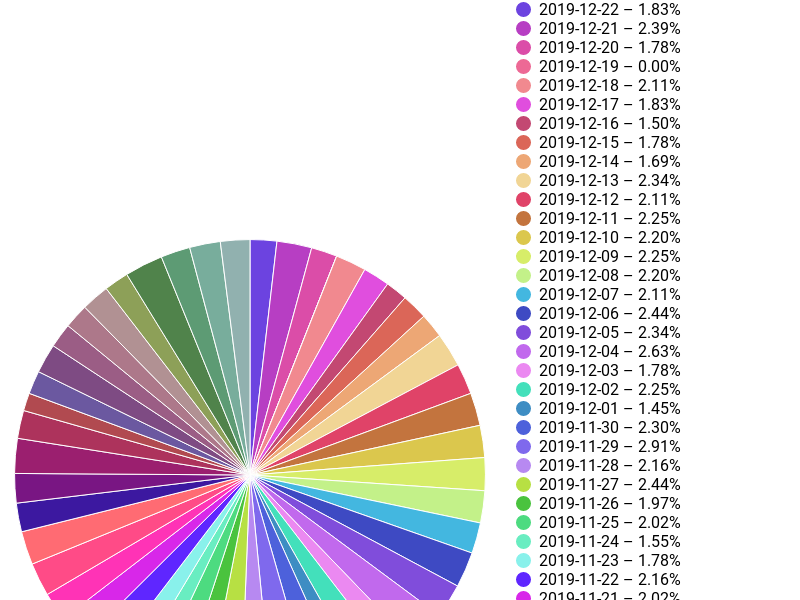 2019-12-22 – 1.83%
2019-12-21 – 2.39%
2019-12-20 – 1.78%
2019-12-19 – 0.00%
2019-12-18 – 2.11%
2019-12-17 – 1.83%
2019-12-16 – 1.50%
2019-12-15 – 1.78%
2019-12-14 – 1.69%
2019-12-13 – 2.34%
2019-12-12 – 2.11%
2019-12-11 – 2.25%
2019-12-10 – 2.20%
2019-12-09 – 2.25%
2019-12-08 – 2.20%
2019-12-07 – 2.11%
2019-12-06 – 2.44%
2019-12-05 – 2.34%
2019-12-04 – 2.63%
2019-12-03 – 1.78%
2019-12-02 – 2.25%
2019-12-01 – 1.45%
2019-11-30 – 2.30%
2019-11-29 – 2.91%
2019-11-28 – 2.16%
2019-11-27 – 2.44%
2019-11-26 – 1.97%
2019-11-25 – 2.02%
2019-11-24 – 1.55%
2019-11-23 – 1.78%
2019-11-22 – 2.16%
2019-11-21 – 2.02%